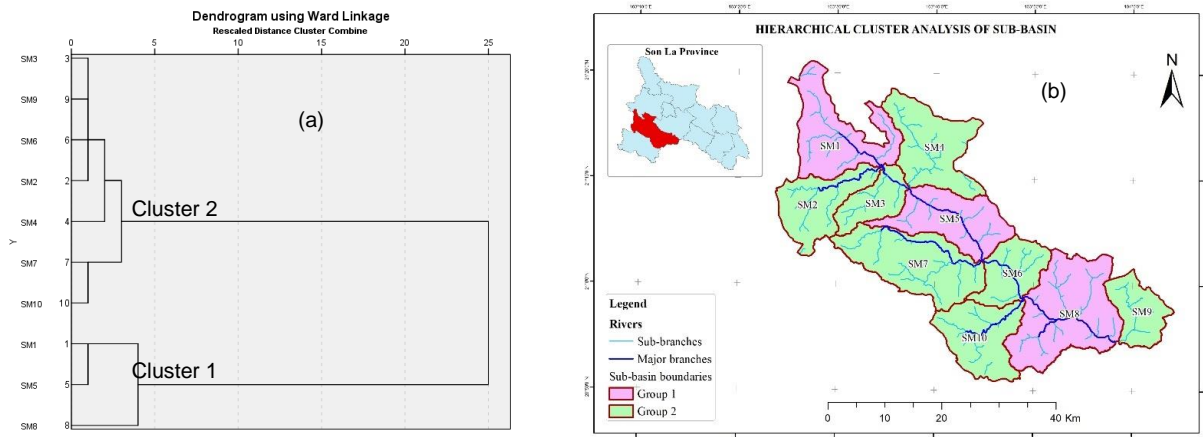 Dendrogram using Ward Linkage
Rescaled Distance Cluster Combine
0 5 10 15 20 25
SM3 3
SM9 9
SM6 6
SM2 2
SM4 4
SM7 7
SM10 10
SM1 1
SM5 5
SM8 8
Y
(a)
Cluster 2
Cluster 1
HIERARCHICAL CLUSTER ANALYSIS OF SUB-BASIN
Son La Province
(b)
N
SM1
SM4
SM2
SM3
SM5
SM7
SM6
SM8
SM9
SM10
Legend
Rivers
Sub-branches
Major branches
Sub-basin boundaries
Group 1
Group 2
0 10 20 40 Km